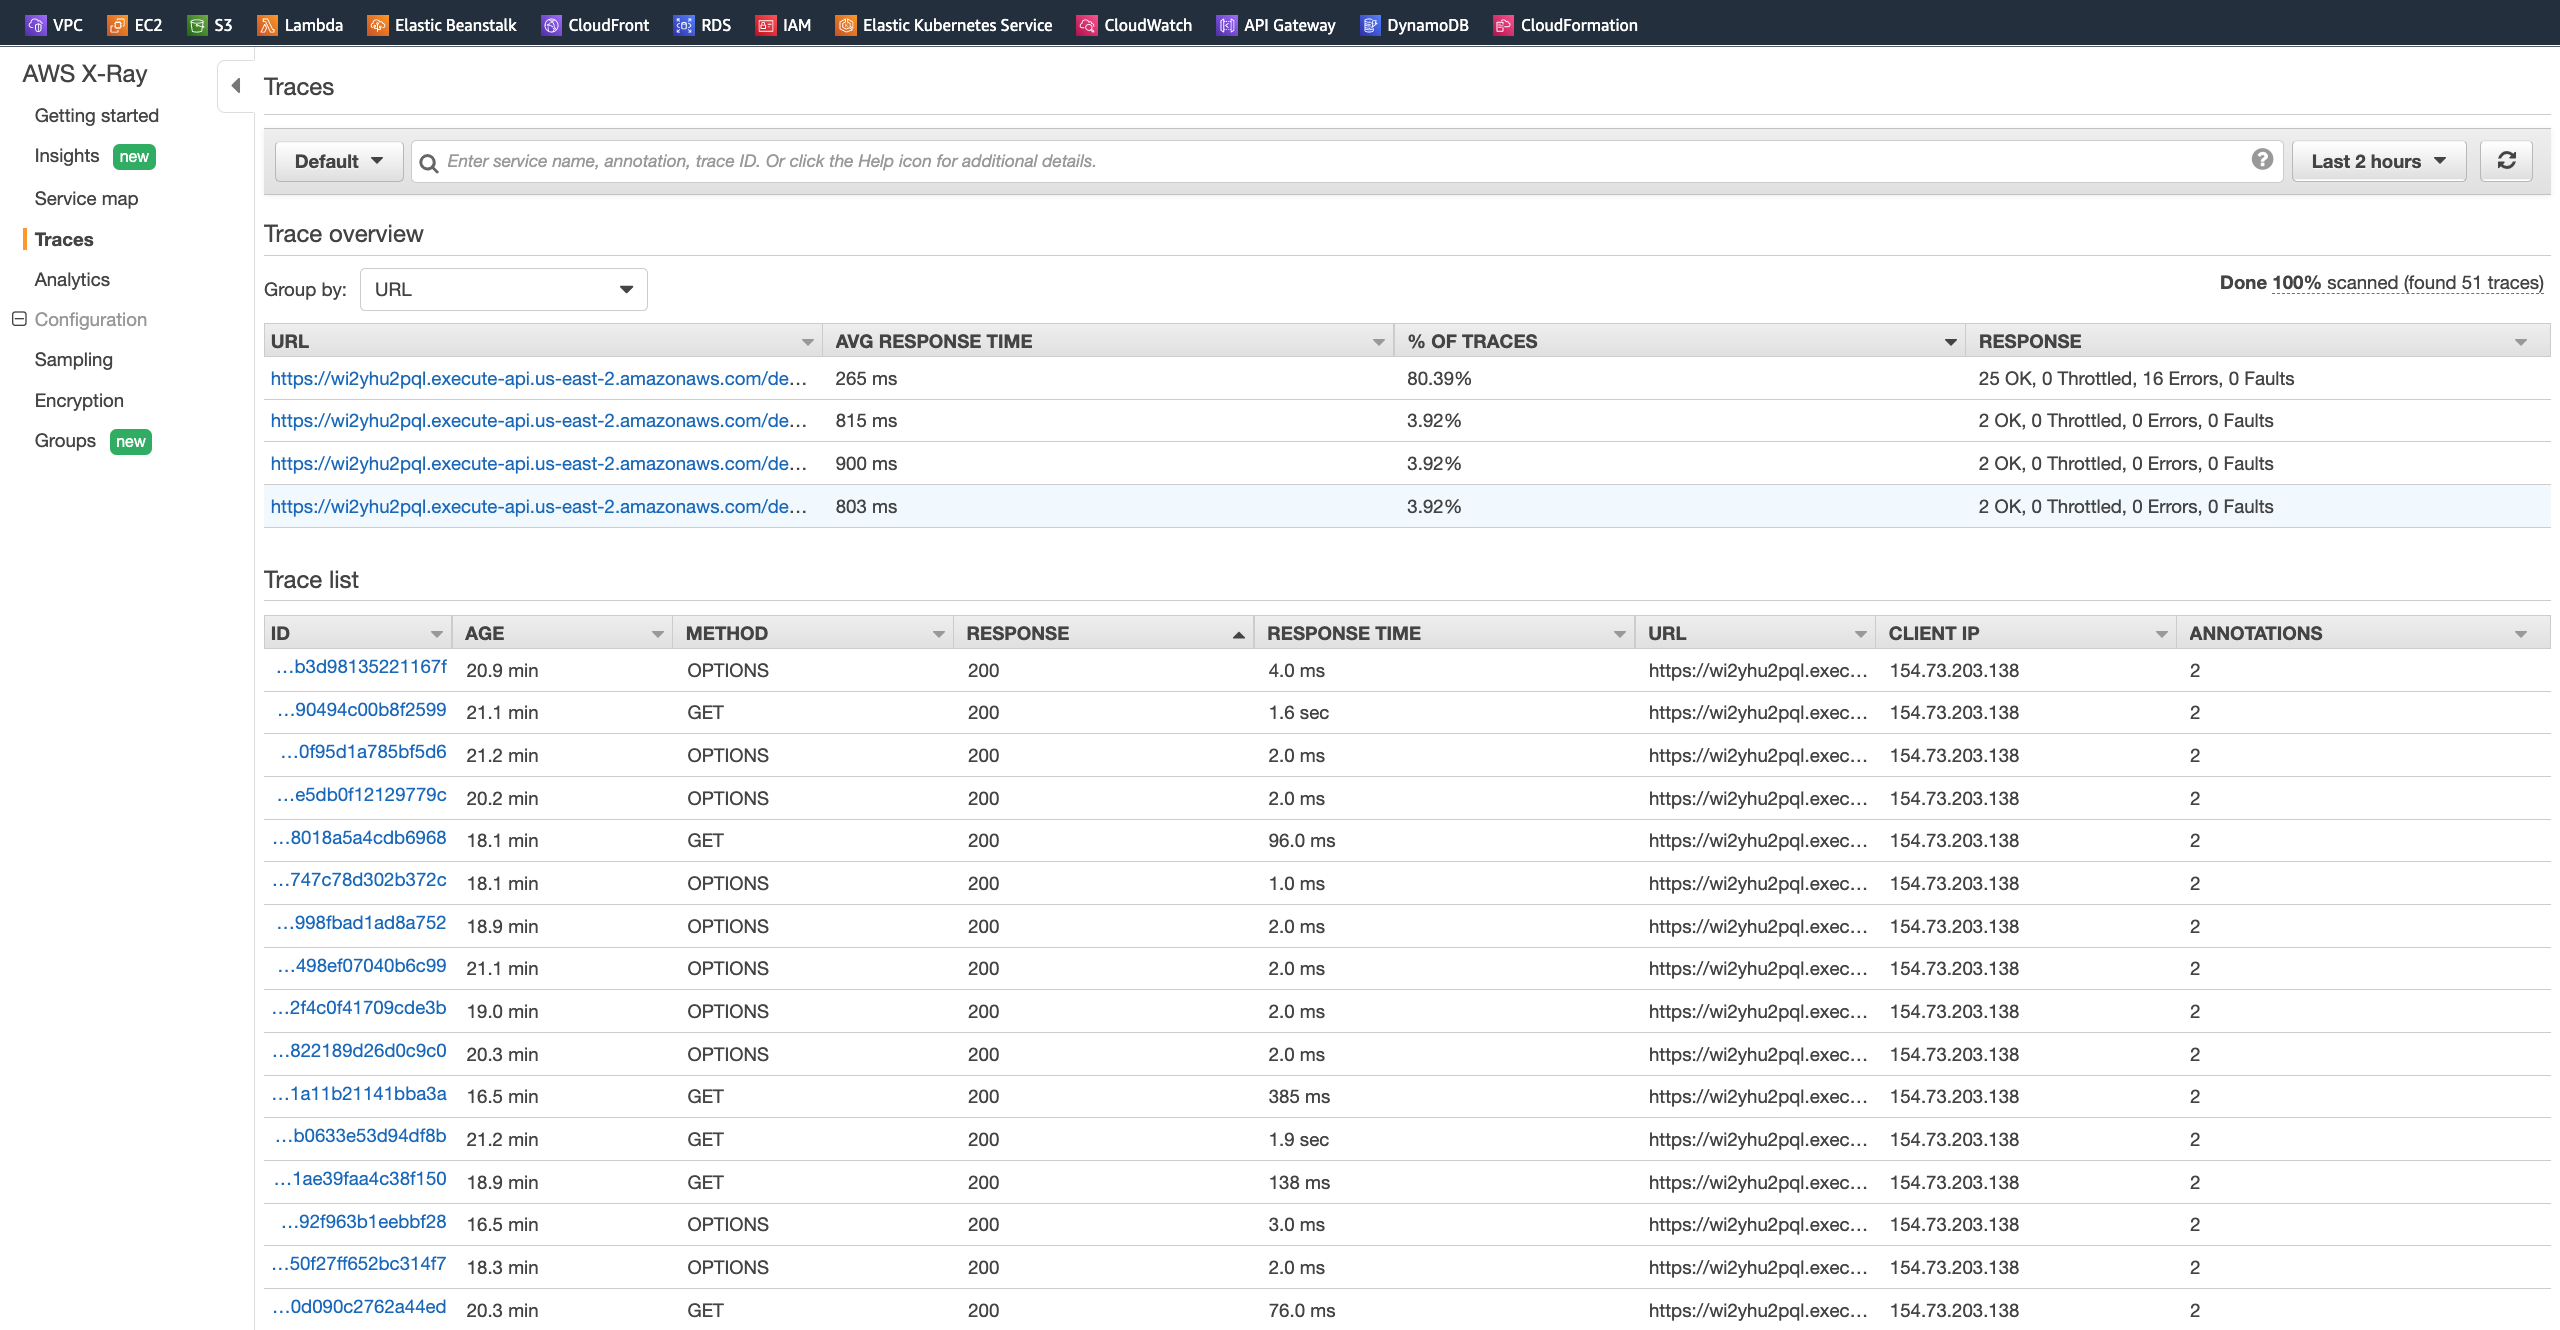 VPC EC2 S3 Lambda Elastic Beanstalk CloudFront RDS IAM Elastic Kubernetes Service CloudWatch API Gateway DynamoDB CloudFormation
AWS X-Ray
Getting started
Insights new
Service map
Traces
Analytics
Configuration
Sampling
Encryption
Groups new
Traces
Default Enter service name, annotation, trace ID. Or click the Help icon for additional details. ? Last 2 hours
Trace overview
Group by: URL Done 100% scanned (found 51 traces)
URL AVG RESPONSE TIME % OF TRACES RESPONSE
https://wi2yhu2pql.execute-api.us-east-2.amazonaws.com/de... 265 ms 80.39% 25 OK, 0 Throttled, 16 Errors, 0 Faults
https://wi2yhu2pql.execute-api.us-east-2.amazonaws.com/de... 815 ms 3.92% 2 OK, 0 Throttled, 0 Errors, 0 Faults
https://wi2yhu2pql.execute-api.us-east-2.amazonaws.com/de... 900 ms 3.92% 2 OK, 0 Throttled, 0 Errors, 0 Faults
https://wi2yhu2pql.execute-api.us-east-2.amazonaws.com/de... 803 ms 3.92% 2 OK, 0 Throttled, 0 Errors, 0 Faults
Trace list
ID AGE METHOD RESPONSE RESPONSE TIME URL CLIENT IP ANNOTATIONS
...b3d98135221167f 20.9 min OPTIONS 200 4.0 ms https://wi2yhu2pql.exec... 154.73.203.138 2
...90494c00b8f2599 21.1 min GET 200 1.6 sec https://wi2yhu2pql.exec... 154.73.203.138 2
...0f95d1a785bf5d6 21.2 min OPTIONS 200 2.0 ms https://wi2yhu2pql.exec... 154.73.203.138 2
...e5db0f12129779c 20.2 min OPTIONS 200 2.0 ms https://wi2yhu2pql.exec... 154.73.203.138 2
...8018a5a4cdb6968 18.1 min GET 200 96.0 ms https://wi2yhu2pql.exec... 154.73.203.138 2
...747c78d302b372c 18.1 min OPTIONS 200 1.0 ms https://wi2yhu2pql.exec... 154.73.203.138 2
...998fbad1ad8a752 18.9 min OPTIONS 200 2.0 ms https://wi2yhu2pql.exec... 154.73.203.138 2
...498ef07040b6c99 21.1 min OPTIONS 200 2.0 ms https://wi2yhu2pql.exec... 154.73.203.138 2
...2f4c0f41709cde3b 19.0 min OPTIONS 200 2.0 ms https://wi2yhu2pql.exec... 154.73.203.138 2
...822189d26d0c9c0 20.3 min OPTIONS 200 2.0 ms https://wi2yhu2pql.exec... 154.73.203.138 2
...1a11b21141bba3a 16.5 min GET 200 385 ms https://wi2yhu2pql.exec... 154.73.203.138 2
...b0633e53d94df8b 21.2 min GET 200 1.9 sec https://wi2yhu2pql.exec... 154.73.203.138 2
...1ae39faa4c38f150 18.9 min GET 200 138 ms https://wi2yhu2pql.exec... 154.73.203.138 2
...92f963b1eebbf28 16.5 min OPTIONS 200 3.0 ms https://wi2yhu2pql.exec... 154.73.203.138 2
...50f27ff652bc314f7 18.3 min OPTIONS 200 2.0 ms https://wi2yhu2pql.exec... 154.73.203.138 2
...0d090c2762a44ed 20.3 min GET 200 76.0 ms https://wi2yhu2pql.exec... 154.73.203.138 2